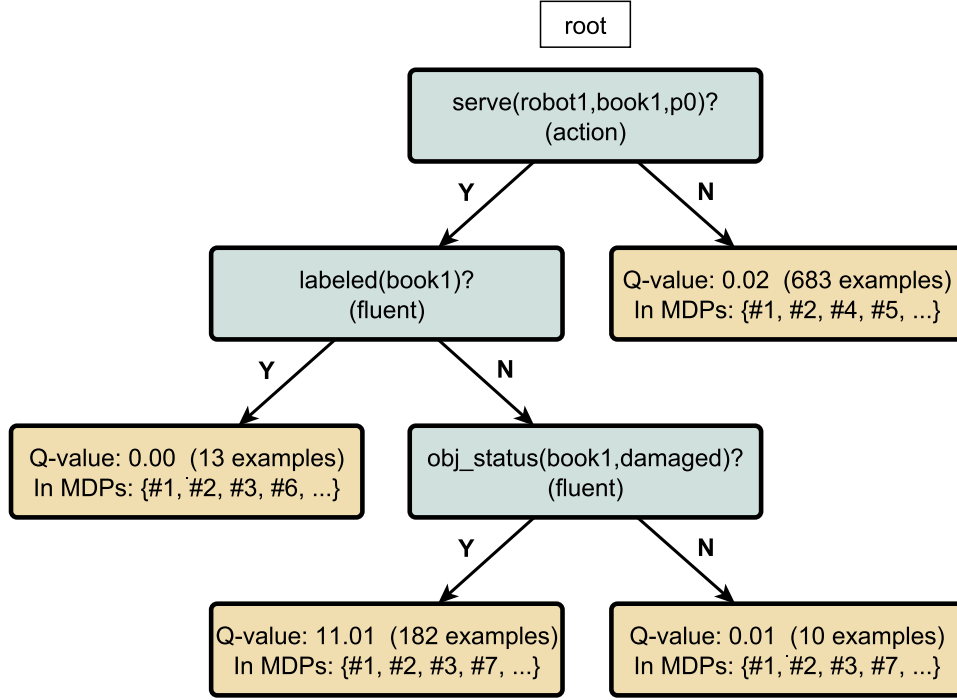 root
serve(robot1,book1,p0)?
(action)
Y
N
labeled(book1)?
(fluent)
Q-value: 0.02 (683 examples)
In MDPs: {#1, #2, #4, #5, ...}
Y
N
Q-value: 0.00 (13 examples)
In MDPs: {#1, #2, #3, #6, ...}
obj_status(book1,damaged)?
(fluent)
Y
N
Q-value: 11.01 (182 examples)
In MDPs: {#1, #2, #3, #7, ...}
Q-value: 0.01 (10 examples)
In MDPs: {#1, #2, #3, #7, ...}